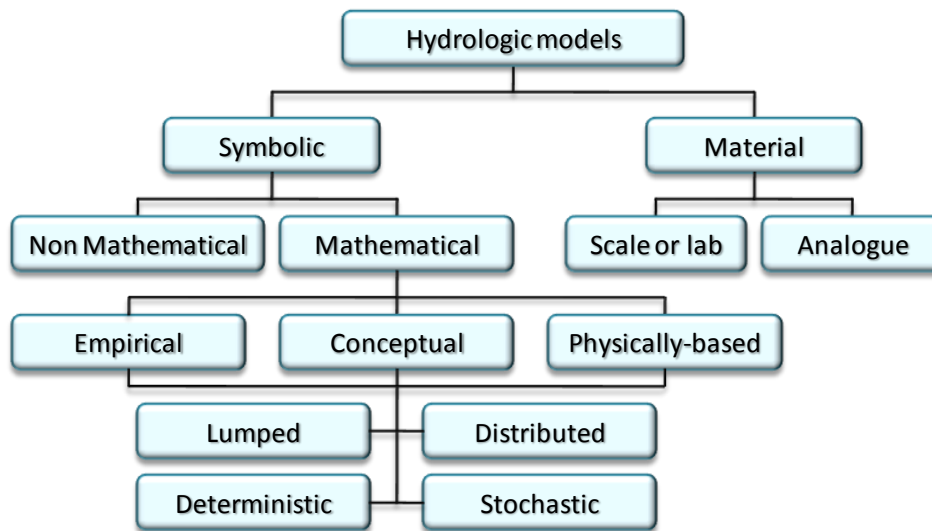 Hydrologic models
Symbolic
Material
Non Mathematical
Mathematical
Scale or lab
Analogue
Empirical
Conceptual
Physically-based
Lumped
Distributed
Deterministic
Stochastic